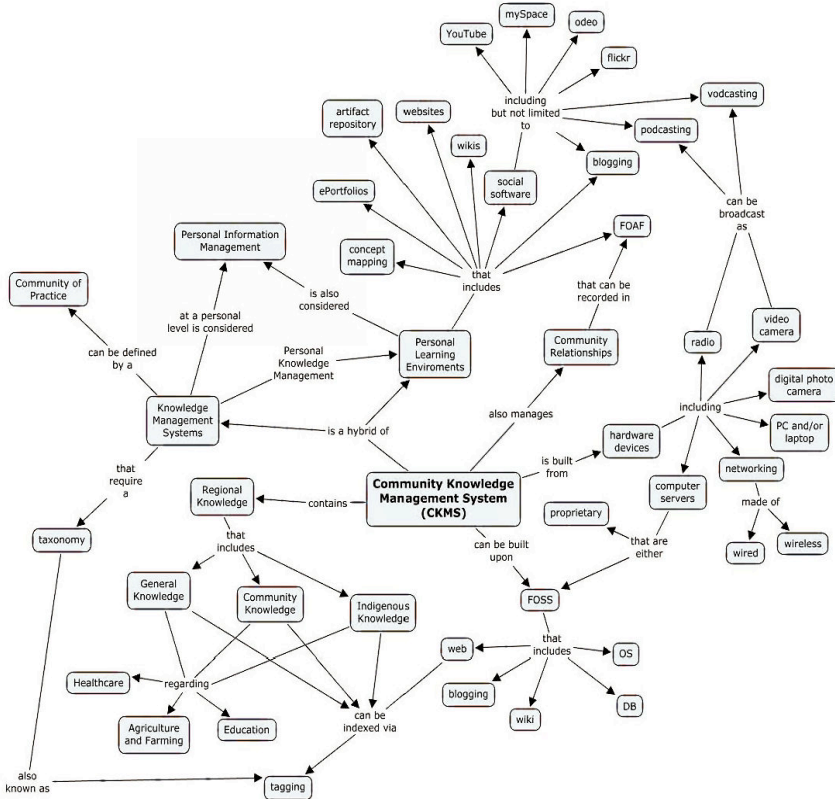 mySpace
YouTube
odeo
flickr
including
but not limited
to
vodcasting
podcasting
artifact
repository
websites
wikis
blogging
social
software
ePortfolios
can be
broadcast
as
FOAF
Personal Information
Management
concept
mapping
that
includes
Community of
Practice
is also
considered
that can be
recorded in
at a personal
level is considered
video
camera
radio
Personal
Learning
Enviroments
Community
Relationships
can be defined
by a
Personal
Knowledge
Management
digital photo
camera
including
Knowledge
Management
Systems
also manages
is a hybrid of
hardware
devices
PC and/or
laptop
is built
from
networking
that
require
a
Regional
Knowledge
contains
Community Knowledge
Management System
(CKMS)
computer
servers
made of
proprietary
taxonomy
that
includes
can be built
upon
that are
either
wired
wireless
General
Knowledge
Community
Knowledge
Indigenous
Knowledge
FOSS
that
includes
web
OS
Healthcare
regarding
blogging
DB
wiki
can be
indexed via
Agriculture
and Farming
Education
also
known as
tagging